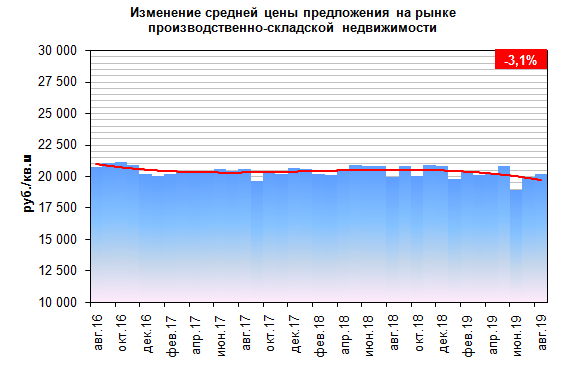 Изменение средней цены предложения на рынке
производственно-складской недвижимости
-3,1%
руб./кв.м
30 000
27 500
25 000
22 500
20 000
17 500
15 000
12 500
10 000
авг.16
окт.16
дек.16
фев.17
апр.17
июн.17
авг.17
окт.17
дек.17
фев.18
апр.18
июн.18
авг.18
окт.18
дек.18
фев.19
апр.19
июн.19
авг.19